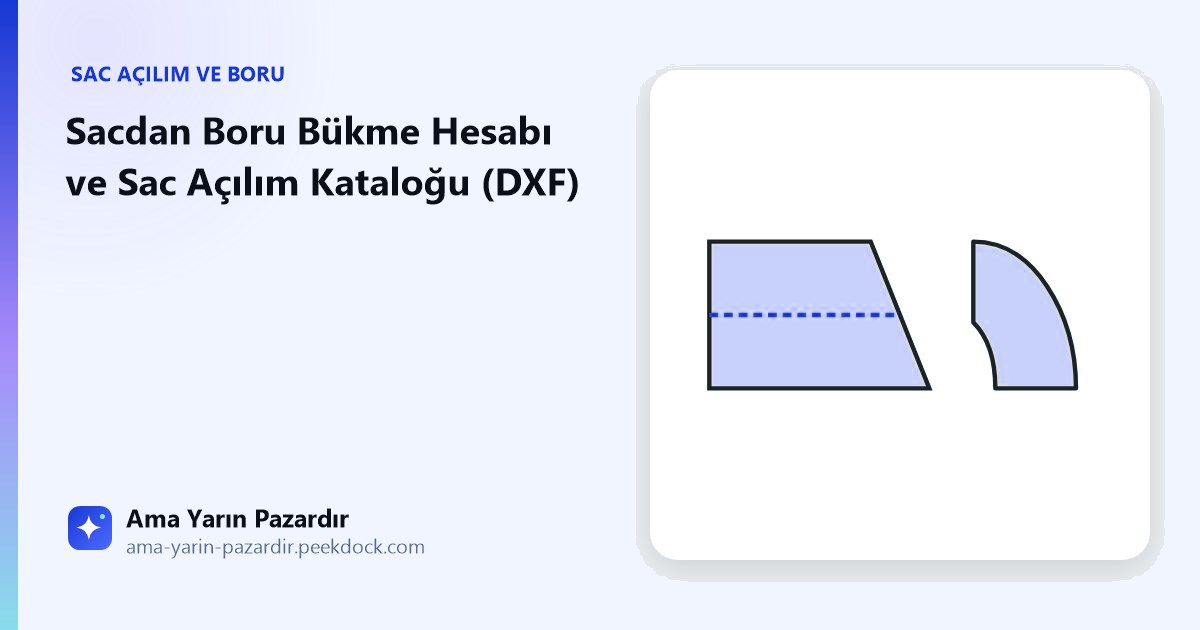 SAC AÇILIM VE BORU
Sacdan Boru Bükme Hesabı
ve Sac Açılım Kataloğu (DXF)
Ama Yarın Pazardır
ama-yarin-pazardir.peekdock.com